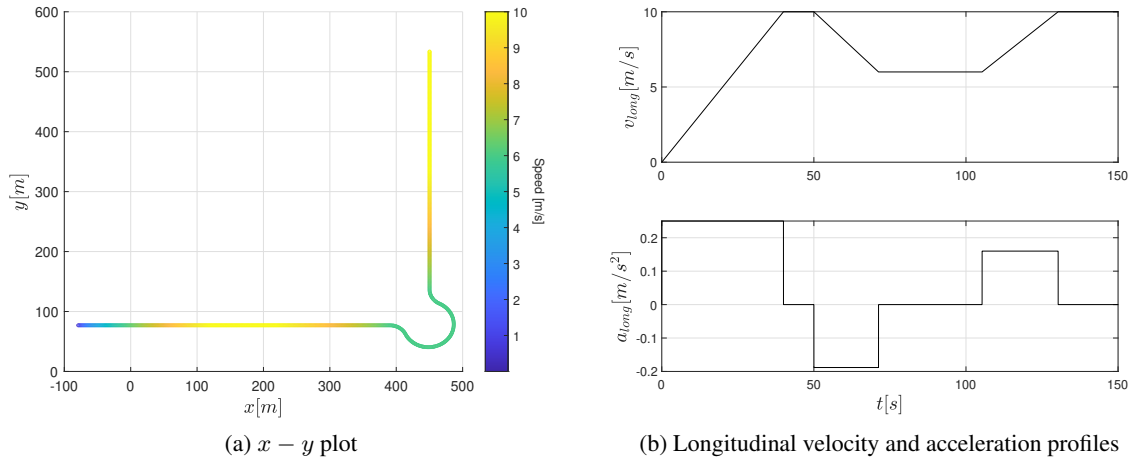 600
500
400
300
200
100
0
y[m]
-100 0 100 200 300 400 500
x[m]
10
9
8
7
6
5
4
3
2
1
Speed [m/s]
(a) x − y plot
10
5
0
v_long[m/s]
0 50 100 150
0.2
0.1
0
-0.1
-0.2
a_long[m/s²]
0 50 100 150
t[s]
(b) Longitudinal velocity and acceleration profiles